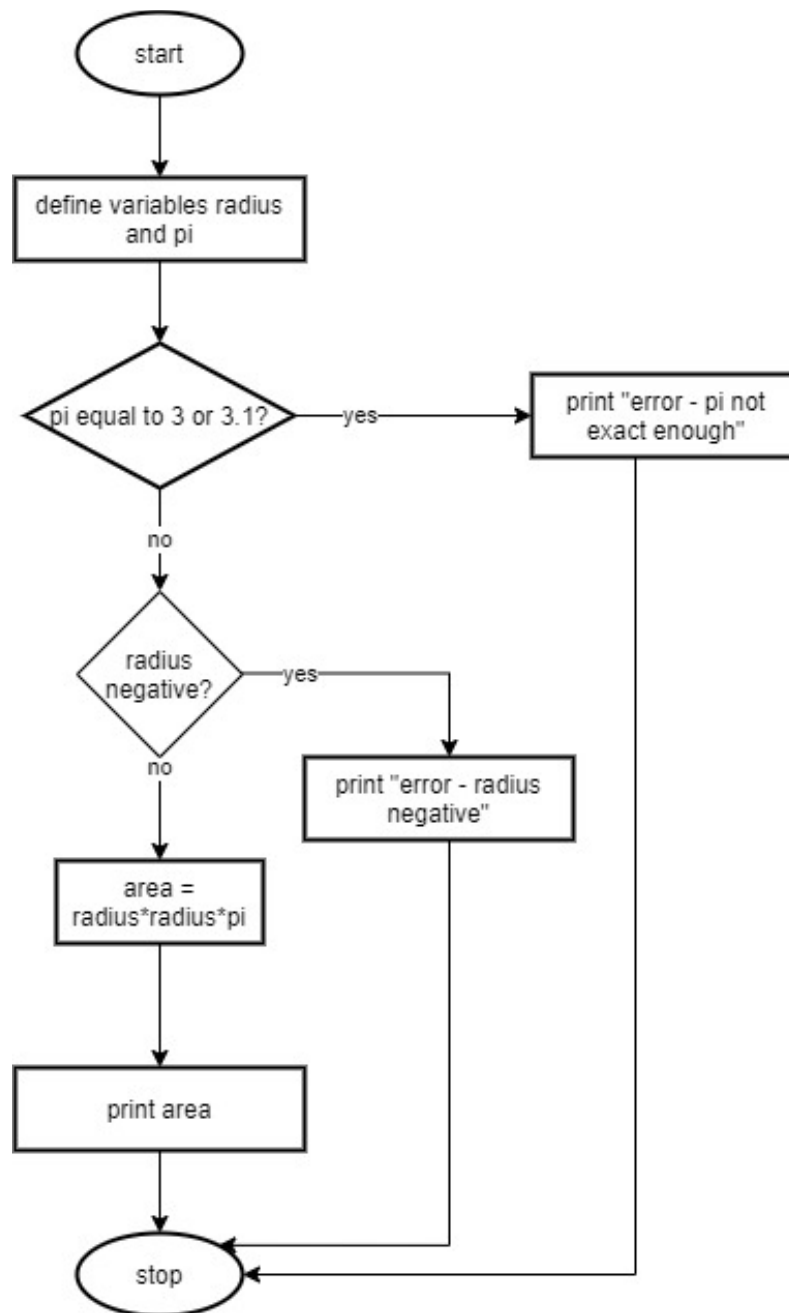 start
define variables radius
and pi
pi equal to 3 or 3.1?
yes
print "error - pi not
exact enough"
no
radius
negative?
yes
print "error - radius
negative"
no
area =
radius*radius*pi
print area
stop